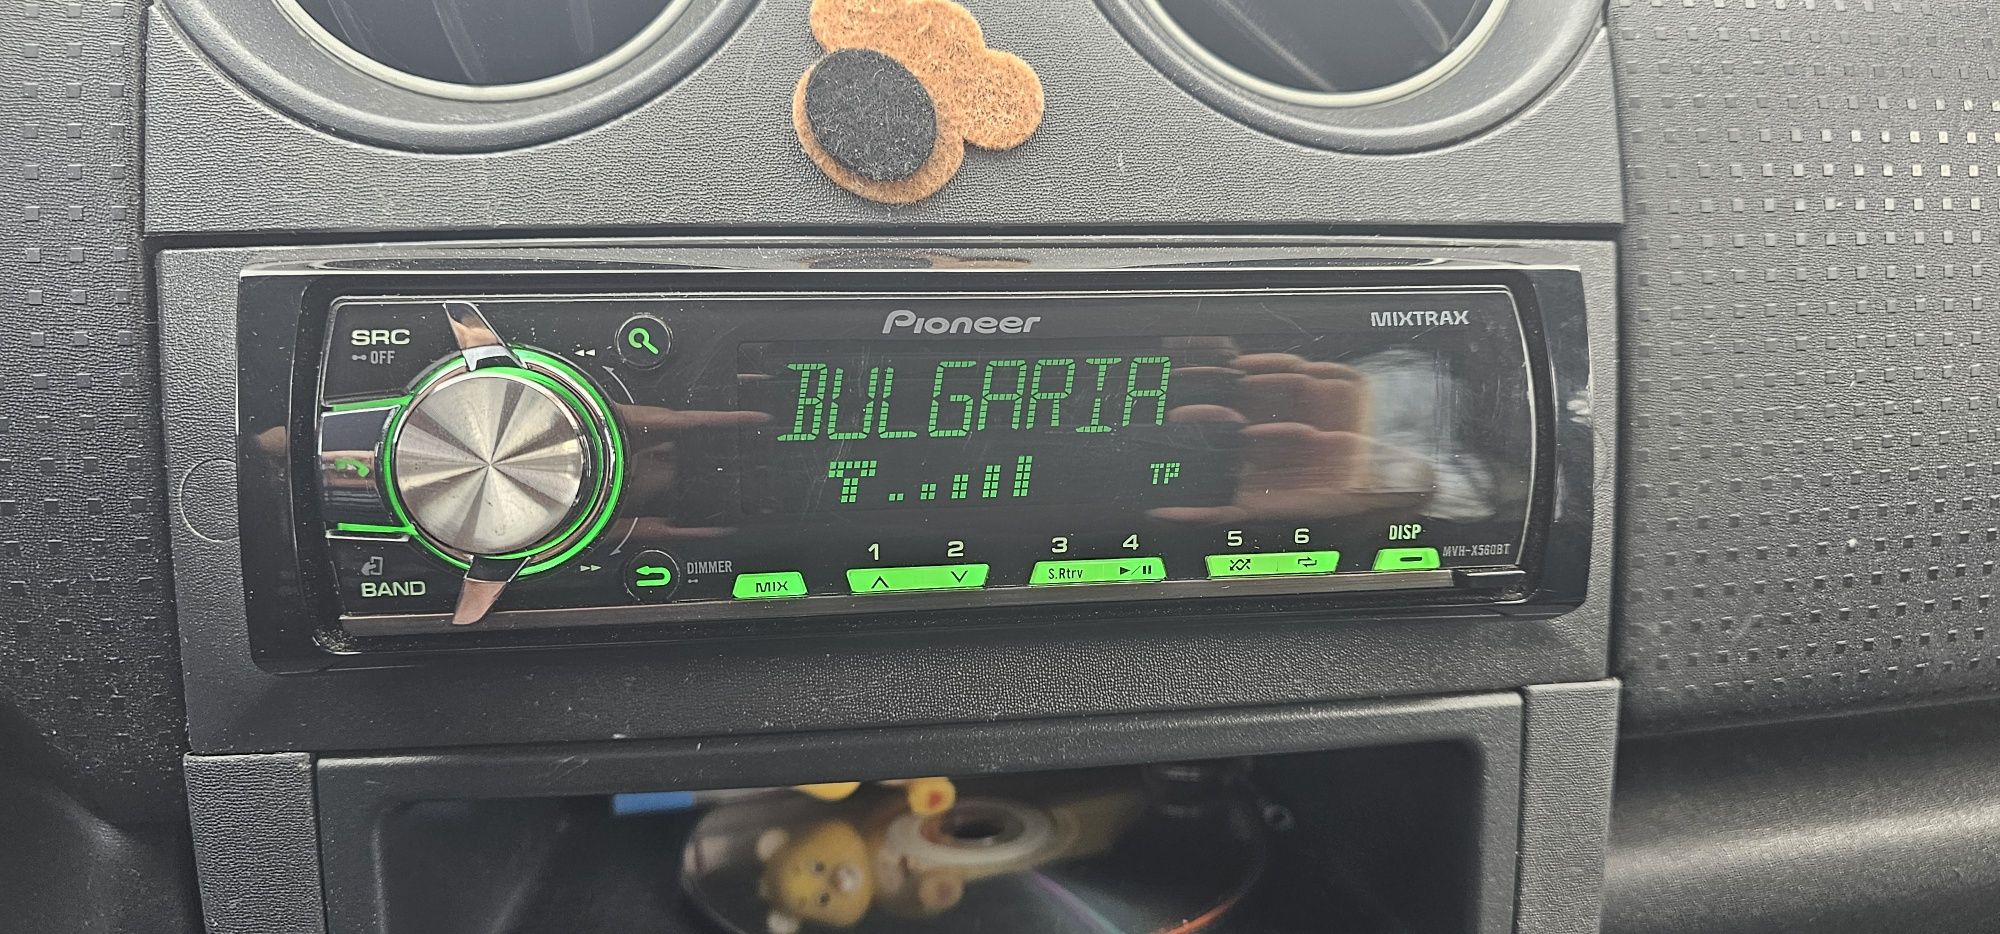 Pioneer
MIXTRAX
SRC
OFF
BULGARIA
TP
BAND
DIMMER
MIX
1 2 3 4 5 6
S.Rtrv
DISP
MVH-X560BT